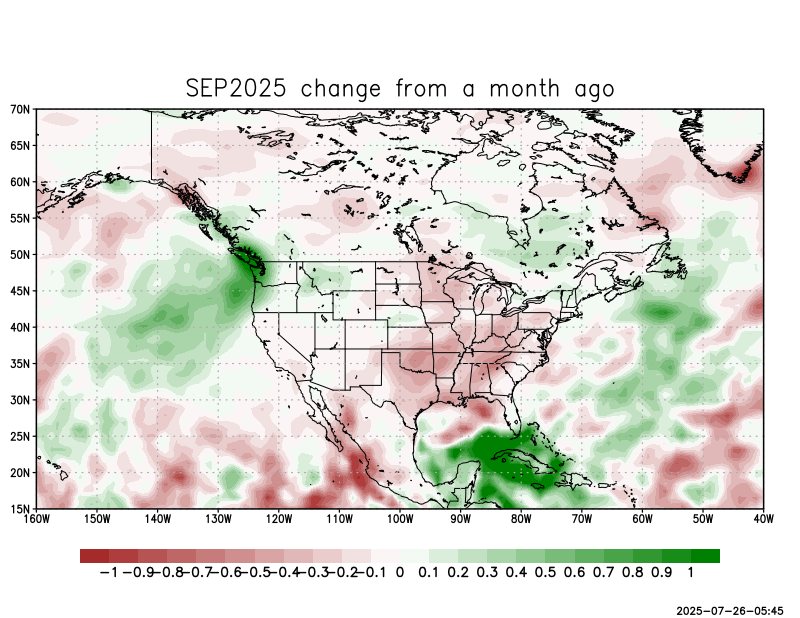 SEP2025 change from a month ago
70N
65N
60N
55N
50N
45N
40N
35N
30N
25N
20N
15N
160W 150W 140W 130W 120W 110W 100W 90W 80W 70W 60W 50W 40W
−1 −0.9 −0.8 −0.7 −0.6 −0.5 −0.4 −0.3 −0.2 −0.1 0 0.1 0.2 0.3 0.4 0.5 0.6 0.7 0.8 0.9 1
2025-07-26-05:45